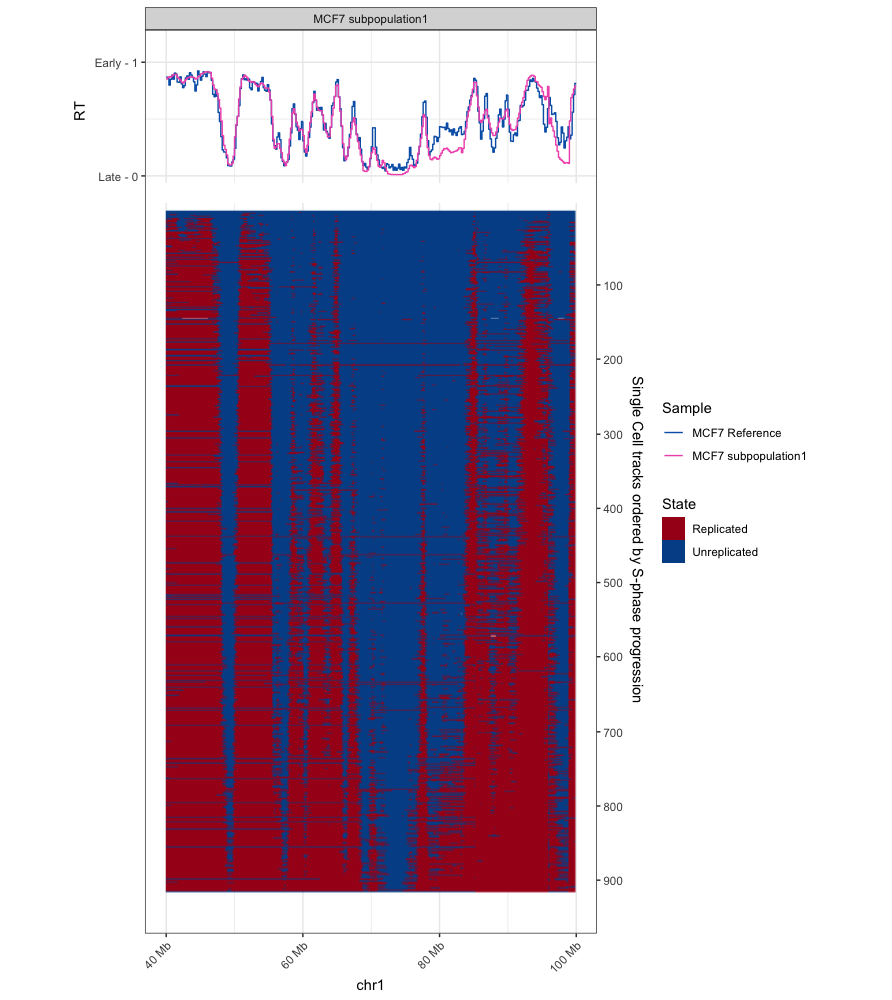 MCF7 subpopulation1
Early - 1
RT
Late - 0
100
200
300
400
500
600
700
800
900
Single Cell tracks ordered by S-phase progression
40 Mb
60 Mb
80 Mb
100 Mb
chr1
Sample
MCF7 Reference
MCF7 subpopulation1
State
Replicated
Unreplicated